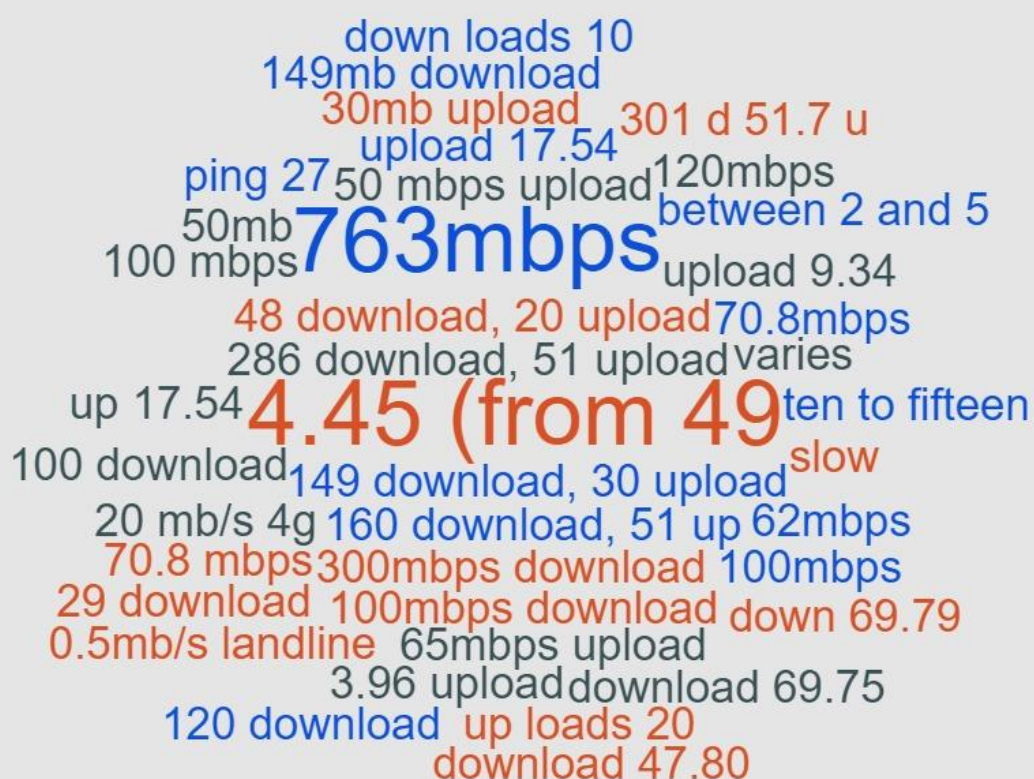 down loads 10
149mb download
30mb upload
301 d 51.7 u
upload 17.54
ping 27
50 mbps upload
120mbps
50mb
763mbps
between 2 and 5
100 mbps
upload 9.34
48 download, 20 upload
70.8mbps
286 download, 51 upload
varies
up 17.54
4.45 (from 49
ten to fifteen
100 download
149 download, 30 upload
slow
20 mb/s 4g
160 download, 51 up
62mbps
70.8 mbps
300mbps download
100mbps
29 download
100mbps download
down 69.79
0.5mb/s landline
65mbps upload
3.96 upload
download 69.75
120 download
up loads 20
download 47.80